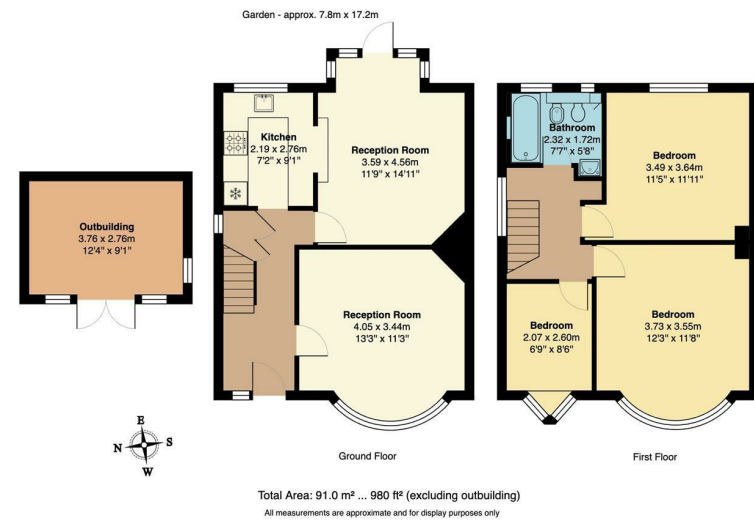 Garden - approx. 7.8m x 17.2m
Kitchen
2.19 x 2.76m
7'2" x 9'1"
Reception Room
3.59 x 4.56m
11'9" x 14'11"
Bathroom
2.32 x 1.72m
7'7" x 5'8"
Bedroom
3.49 x 3.64m
11'5" x 11'11"
Outbuilding
3.76 x 2.76m
12'4" x 9'1"
Reception Room
4.05 x 3.44m
13'3" x 11'3"
Bedroom
2.07 x 2.60m
6'9" x 8'6"
Bedroom
3.73 x 3.55m
12'3" x 11'8"
E
N
S
W
Ground Floor
First Floor
Total Area: 91.0 m² ... 980 ft² (excluding outbuilding)
All measurements are approximate and for display purposes only